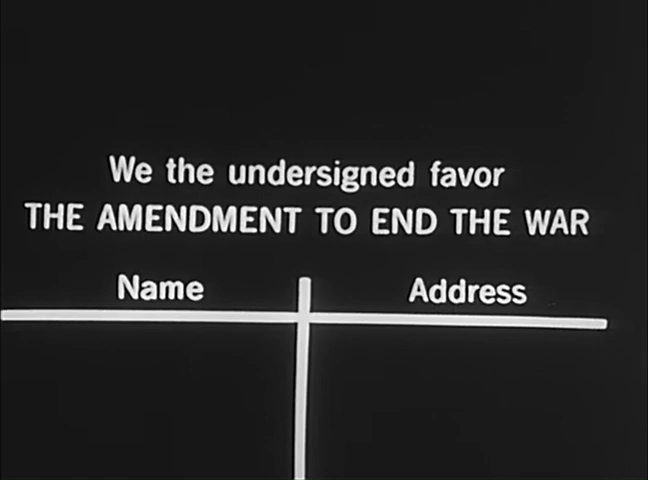 We the undersigned favor
THE AMENDMENT TO END THE WAR
Name Address